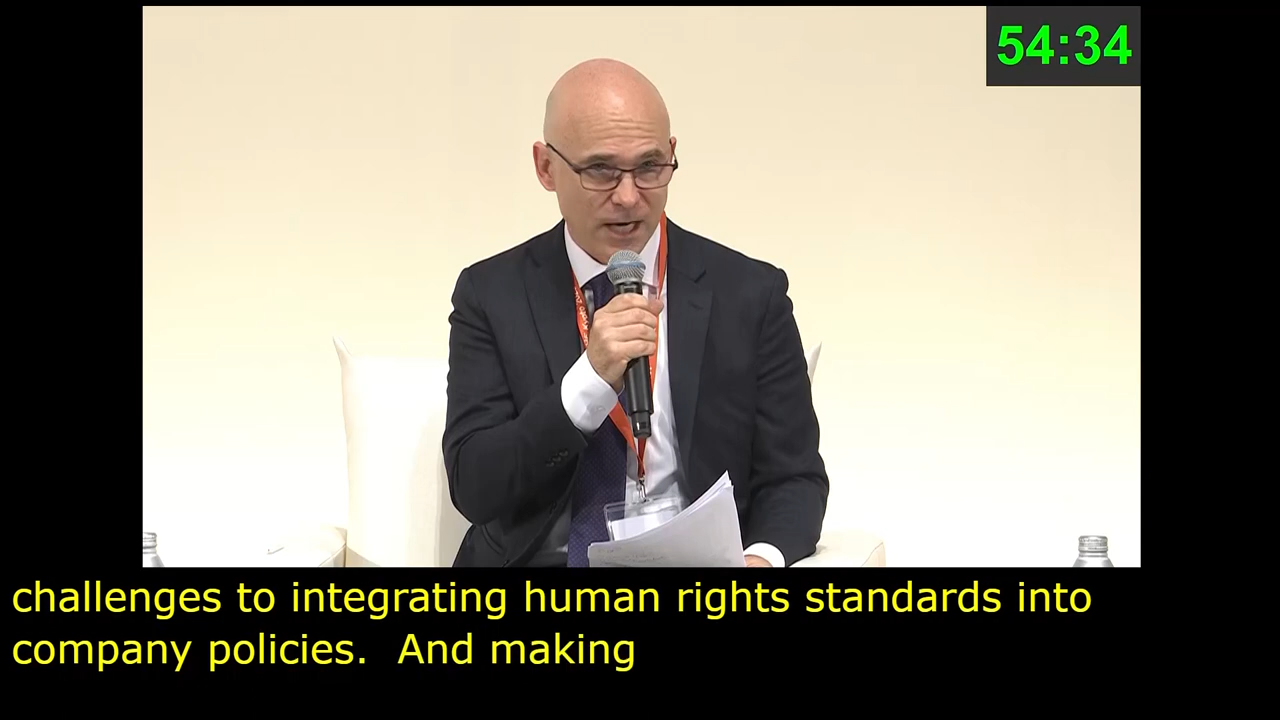 54:34
challenges to integrating human rights standards into
company policies.  And making